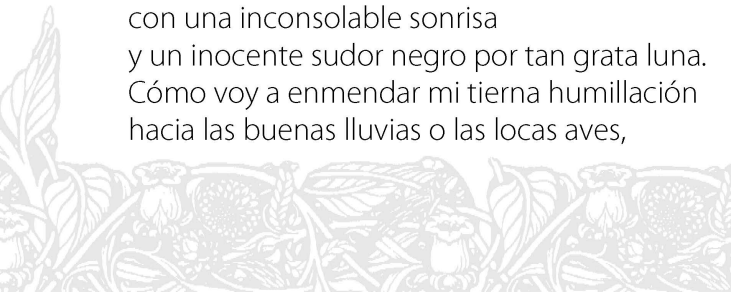 con una inconsolable sonrisa
y un inocente sudor negro por tan grata luna.
Cómo voy a enmendar mi tierna humillación
hacia las buenas lluvias o las locas aves,